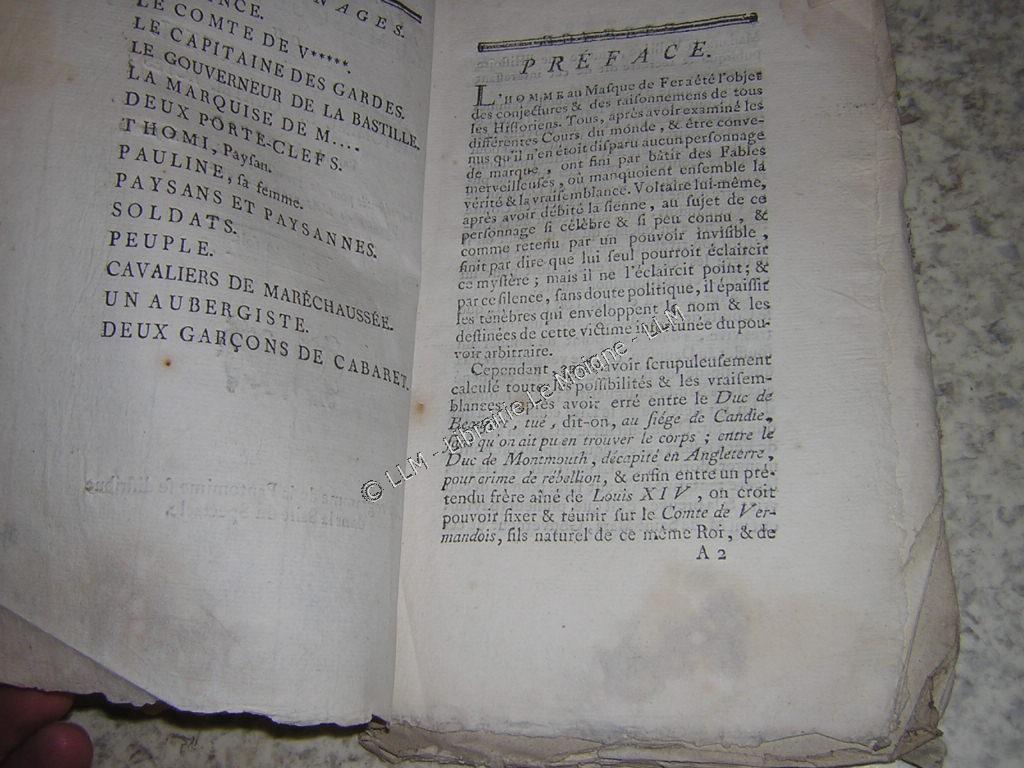 NAGES.
NCE.
LE COMTE DE V*****.
LE CAPITAINE DES GARDES.
LE GOUVERNEUR DE LA BASTILLE.
LA MARQUISE DE M....
DEUX PORTE-CLEFS.
THOMI, Paysan.
PAULINE, sa femme.
PAYSANS ET PAYSANNES.
SOLDATS.
PEUPLE.
CAVALIERS DE MARÉCHAUSSÉE.
UN AUBERGISTE.
DEUX GARÇONS DE CABARET.
PRÉFACE.
L'HOMME au Masque de Fer a été l'objet
des conjectures & des raisonnemens de tous
les Historiens. Tous, après avoir examiné les
différentes Cours du monde, & être conve-
nus qu'il n'en étoit disparu aucun personnage
de marque, ont fini par bâtir des Fables
merveilleuses, où manquoient ensemble la
vérité & la vraisemblance. Voltaire lui-même,
après avoir débité la sienne, au sujet de ce
personnage si célèbre & si peu connu, &
comme retenu par un pouvoir invisible,
finit par dire que lui seul pourroit éclaircir
ce mystère; mais il ne l'éclaircit point; &
par ce silence, sans doute politique, il épaissit
les ténèbres qui enveloppent le nom & les
destinées de cette victime infortunée du pou-
voir arbitraire.
Cependant, après avoir scrupuleusement
calculé toutes les possibilités & les vraisem-
blances; après avoir erré entre le Duc de
Beaufort, tué, dit-on, au siége de Candie,
sans qu'on ait pu en trouver le corps; entre le
Duc de Montmouth, décapité en Angleterre,
pour crime de rébellion, & enfin entre un pré-
tendu frère aîné de Louis XIV, on croit
pouvoir fixer & réunir sur le Comte de Ver-
mandois, fils naturel de ce même Roi, & de
A 2
© LLM - Librairie Le Moigne - LLM